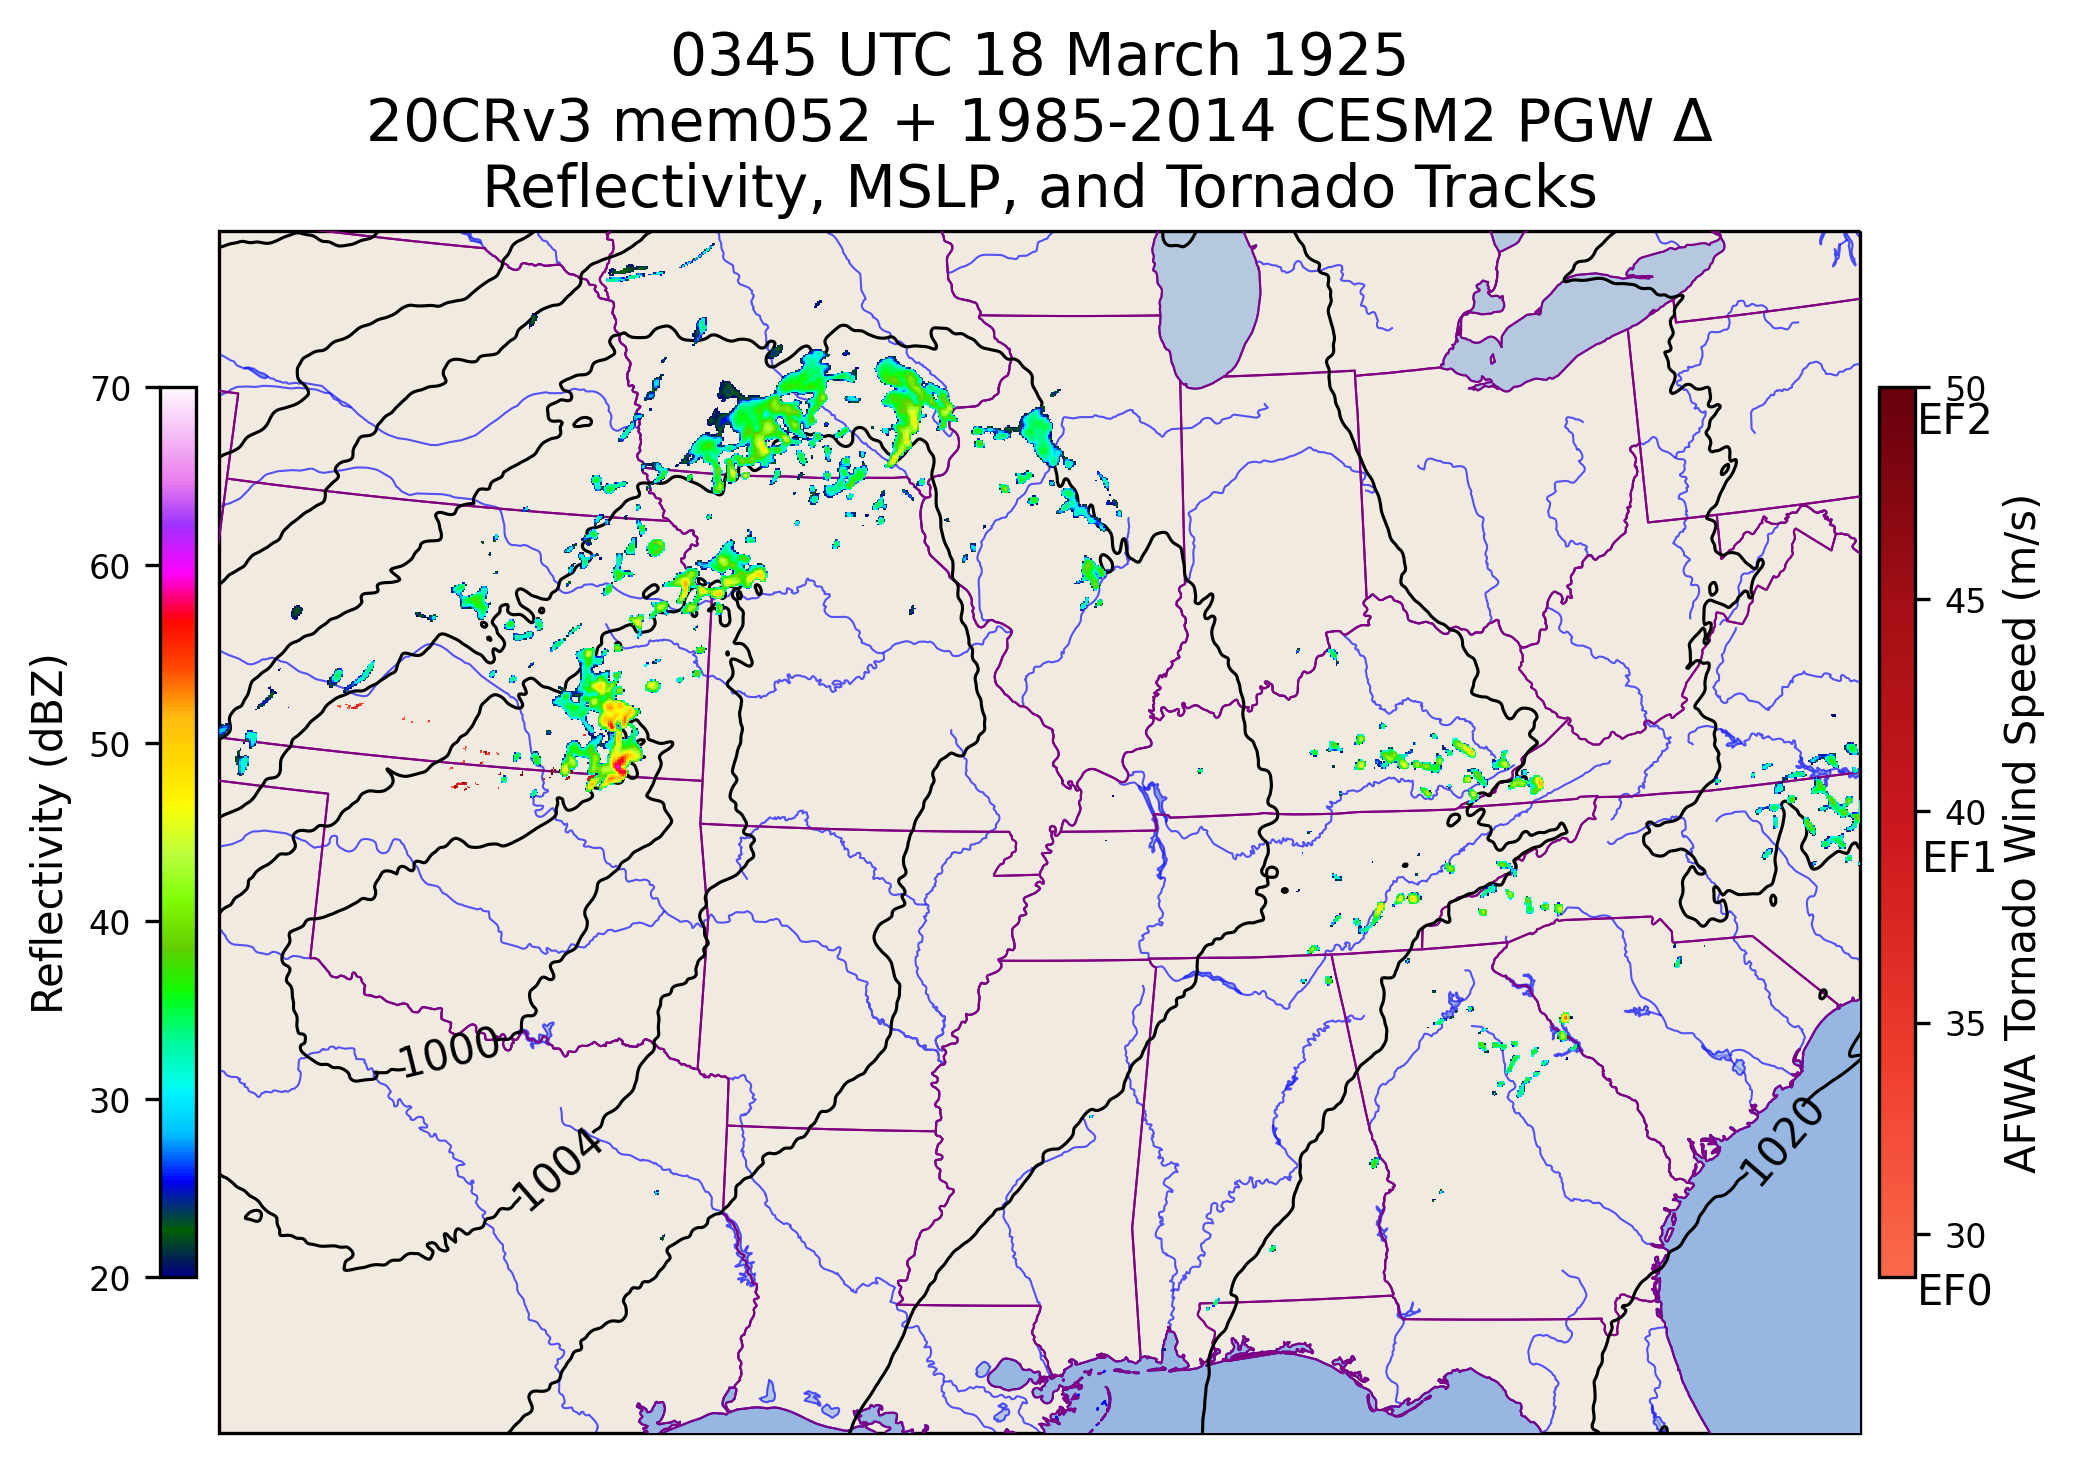 0345 UTC 18 March 1925
20CRv3 mem052 + 1985-2014 CESM2 PGW Δ
Reflectivity, MSLP, and Tornado Tracks
70
60
50
40
30
20
Reflectivity (dBZ)
1000
1004
1020
50
EF2
45
40
EF1
35
30
EF0
AFWA Tornado Wind Speed (m/s)